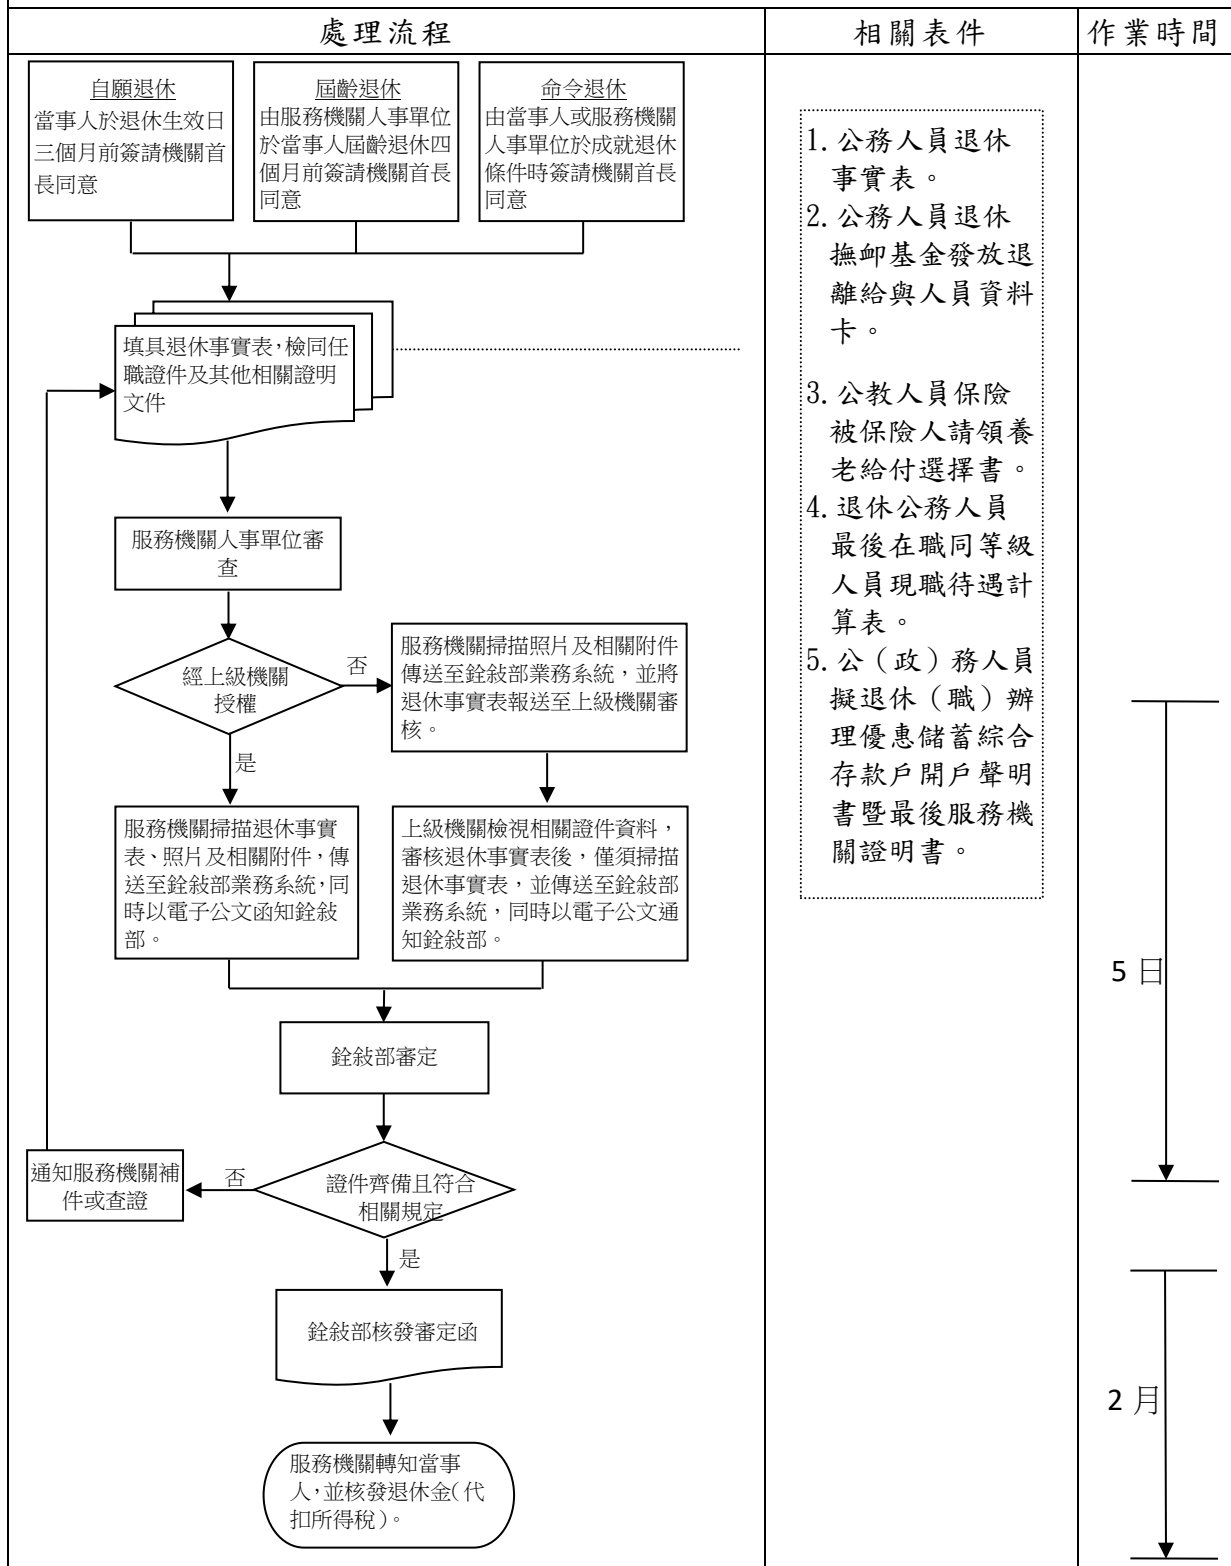 處理流程
相關表件
作業時間
自願退休
當事人於退休生效日
三個月前簽請機關首
長同意
屆齡退休
由服務機關人事單位
於當事人屆齡退休四
個月前簽請機關首長
同意
命令退休
由當事人或服務機關
人事單位於成就退休
條件時簽請機關首長
同意
填具退休事實表，檢同任
職證件及其他相關證明
文件
服務機關人事單位審
查
經上級機關
授權
否
服務機關掃描照片及相關附件
傳送至銓敍部業務系統，並將
退休事實表報送至上級機關審
核。
是
服務機關掃描退休事實
表、照片及相關附件，傳
送至銓敍部業務系統，同
時以電子公文函知銓敍
部。
上級機關檢視相關證件資料，
審核退休事實表後，僅須掃描
退休事實表，並傳送至銓敍部
業務系統，同時以電子公文通
知銓敍部。
銓敍部審定
證件齊備且符合
相關規定
否
通知服務機關補
件或查證
是
銓敍部核發審定函
服務機關轉知當事
人，並核發退休金（代
扣所得稅）。
1. 公務人員退休
事實表。
2. 公務人員退休
撫卹基金發放退
離給與人員資料
卡。
3. 公教人員保險
被保險人請領養
老給付選擇書。
4. 退休公務人員
最後在職同等級
人員現職待遇計
算表。
5. 公（政）務人員
擬退休（職）辦
理優惠儲蓄綜合
存款戶開戶聲明
書暨最後服務機
關證明書。
5 日
2 月